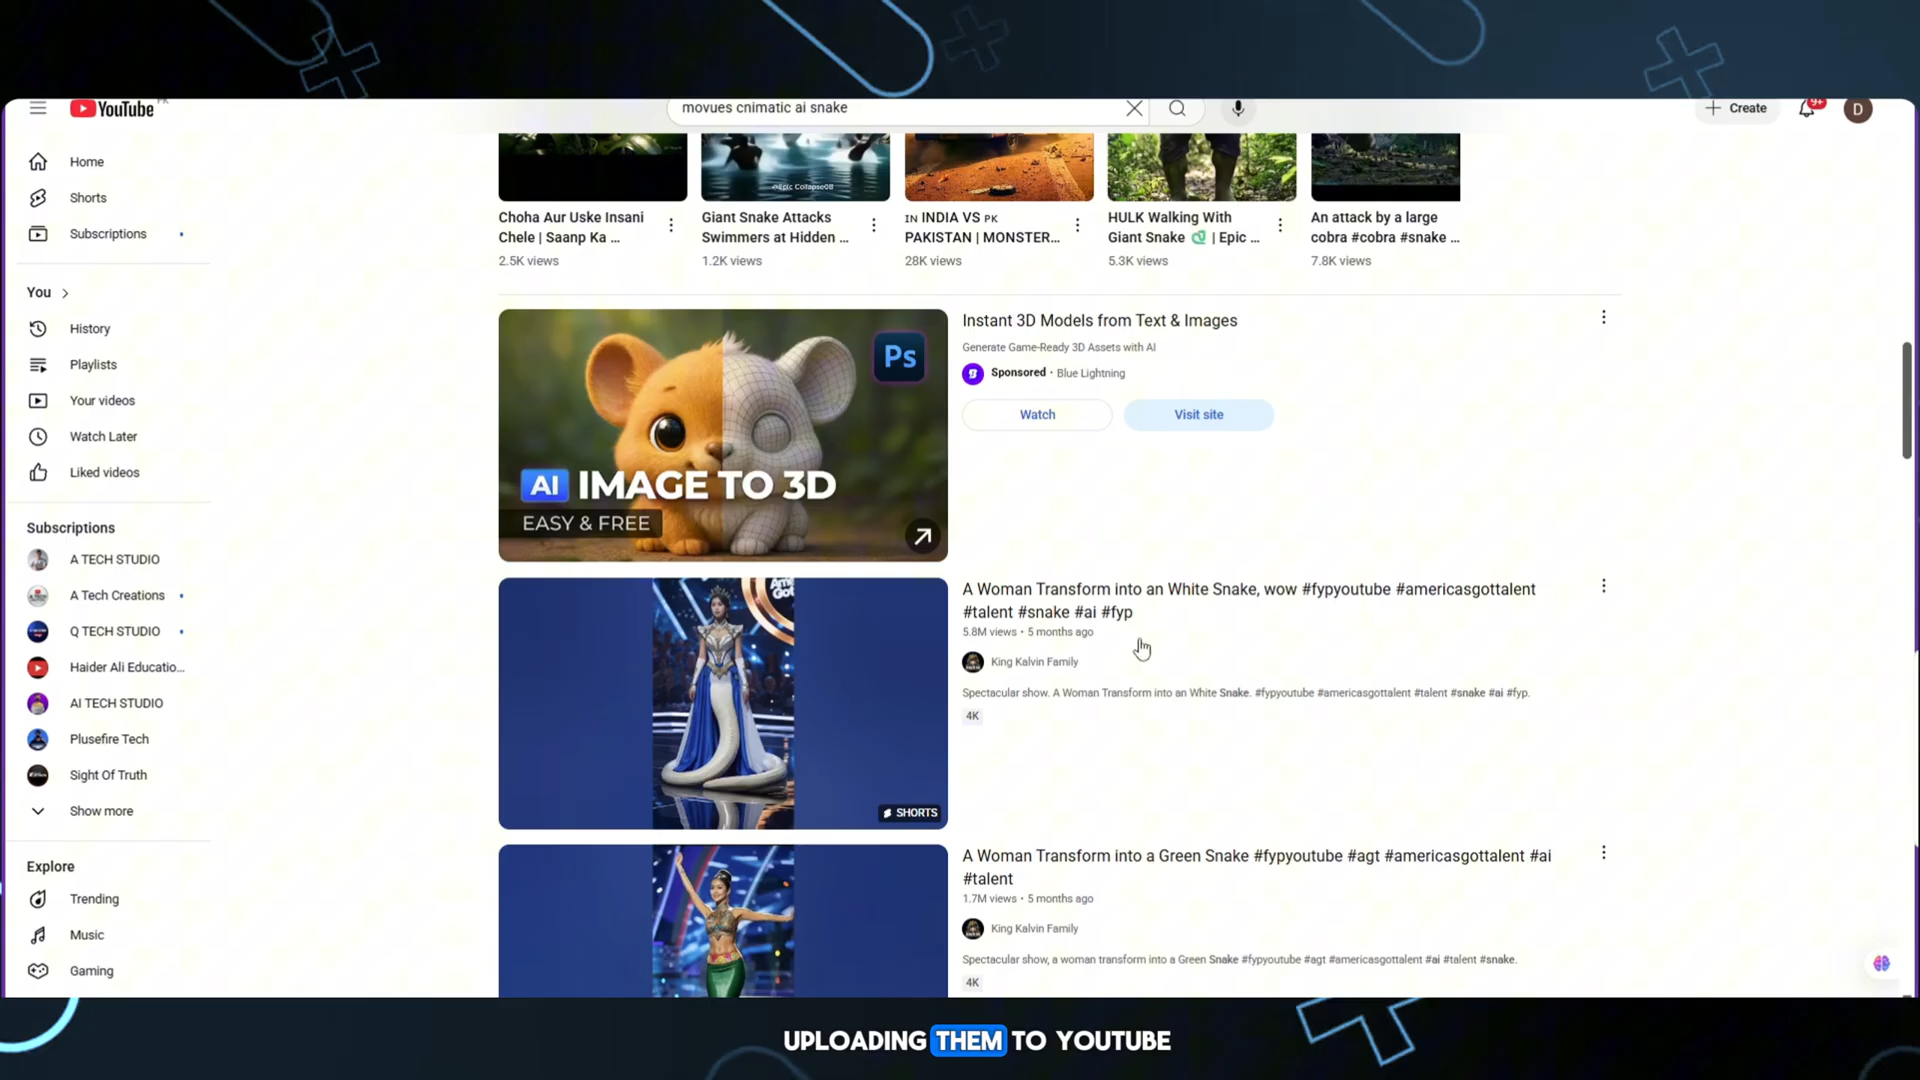 YouTube PK
movues cnimatic ai snake
Create
9+
D
Home
Shorts
Subscriptions
You
History
Playlists
Your videos
Watch Later
Liked videos
Subscriptions
A TECH STUDIO
A Tech Creations
Q TECH STUDIO
Haider Ali Educatio...
AI TECH STUDIO
Plusefire Tech
Sight Of Truth
Show more
Explore
Trending
Music
Gaming
@Epic Collapse08
Choha Aur Uske Insani
Chele | Saanp Ka ...
2.5K views
Giant Snake Attacks
Swimmers at Hidden ...
1.2K views
IN INDIA VS PK
PAKISTAN | MONSTER...
28K views
HULK Walking With
Giant Snake 🐍 | Epic ...
5.3K views
An attack by a large
cobra #cobra #snake ...
7.8K views
Ps
AI IMAGE TO 3D
EASY & FREE
Instant 3D Models from Text & Images
Generate Game-Ready 3D Assets with AI
Sponsored · Blue Lightning
Watch
Visit site
SHORTS
A Woman Transform into an White Snake, wow #fypyoutube #americasgottalent
#talent #snake #ai #fyp
5.8M views • 5 months ago
King Kalvin Family
Spectacular show. A Woman Transform into an White Snake. #fypyoutube #americasgottalent #talent #snake #ai #fyp.
4K
A Woman Transform into a Green Snake #fypyoutube #agt #americasgottalent #ai
#talent
1.7M views • 5 months ago
King Kalvin Family
Spectacular show, a woman transform into a Green Snake #fypyoutube #agt #americasgottalent #ai #talent #snake.
4K
UPLOADING THEM TO YOUTUBE